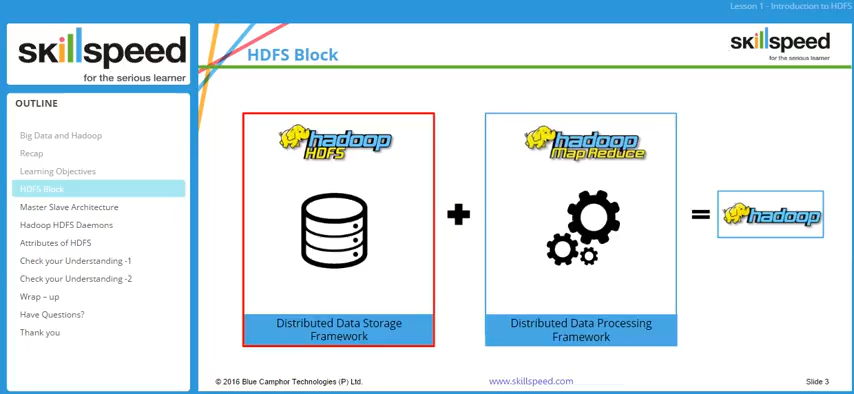 Lesson 1 - Introduction to HDFS
skillspeed
for the serious learner
OUTLINE
Big Data and Hadoop
Recap
Learning Objectives
HDFS Block
Master Slave Architecture
Hadoop HDFS Daemons
Attributes of HDFS
Check your Understanding -1
Check your Understanding -2
Wrap – up
Have Questions?
Thank you
HDFS Block
skillspeed
for the serious learner
hadoop
HDFS
Distributed Data Storage
Framework
+
hadoop
Map Reduce
Distributed Data Processing
Framework
=
hadoop
© 2016 Blue Camphor Technologies (P) Ltd.
www.skillspeed.com
Slide 3